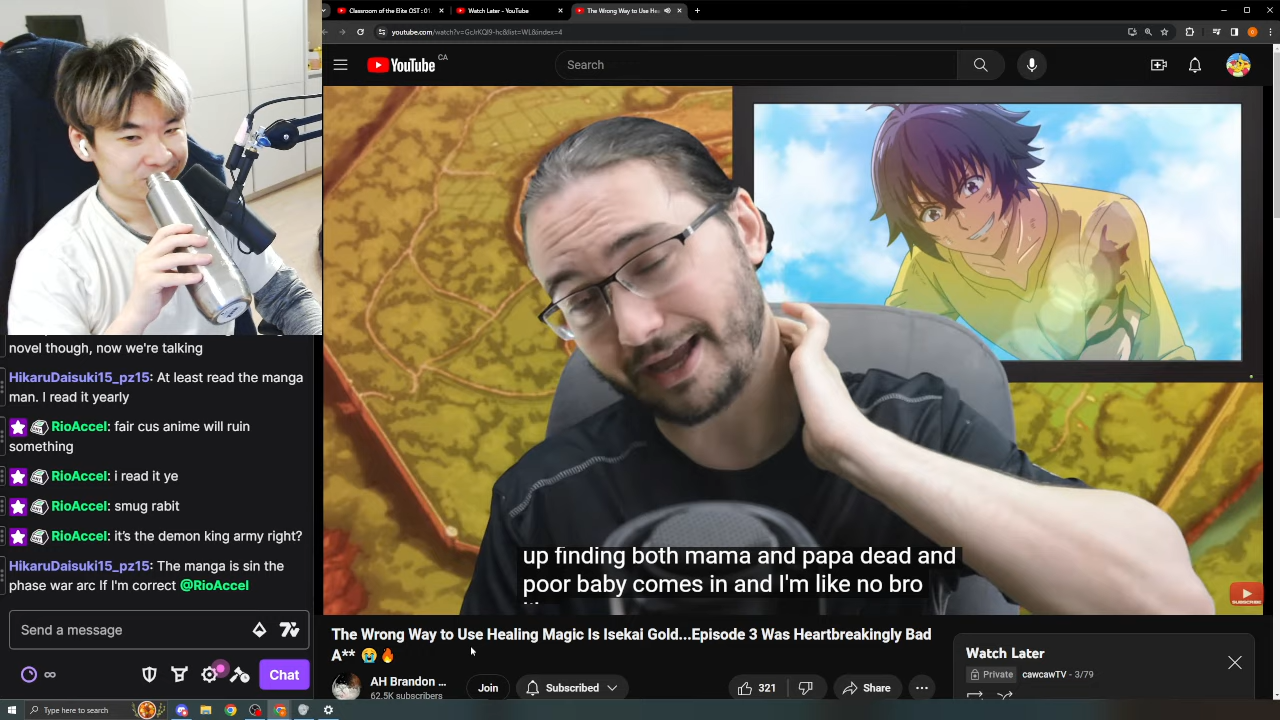 Classroom of the Elite OST : 01.
Watch Later - YouTube
The Wrong Way to Use He
youtube.com/watch?v=GcJrKQl9-hc&list=WL&index=4
YouTube CA
Search
novel though, now we're talking
HikaruDaisuki15_pz15: At least read the manga
man. I read it yearly
RioAccel: fair cus anime will ruin
something
RioAccel: i read it ye
RioAccel: smug rabit
RioAccel: it's the demon king army right?
HikaruDaisuki15_pz15: The manga is sin the
phase war arc If I'm correct @RioAccel
Send a message
Chat
up finding both mama and papa dead and
poor baby comes in and I'm like no bro
SUBSCRIBE
The Wrong Way to Use Healing Magic Is Isekai Gold...Episode 3 Was Heartbreakingly Bad
A** 😭🔥
AH Brandon ...
62.5K subscribers
Join
Subscribed
321
Share
Watch Later
Private cawcawTV - 3/79
Type here to search